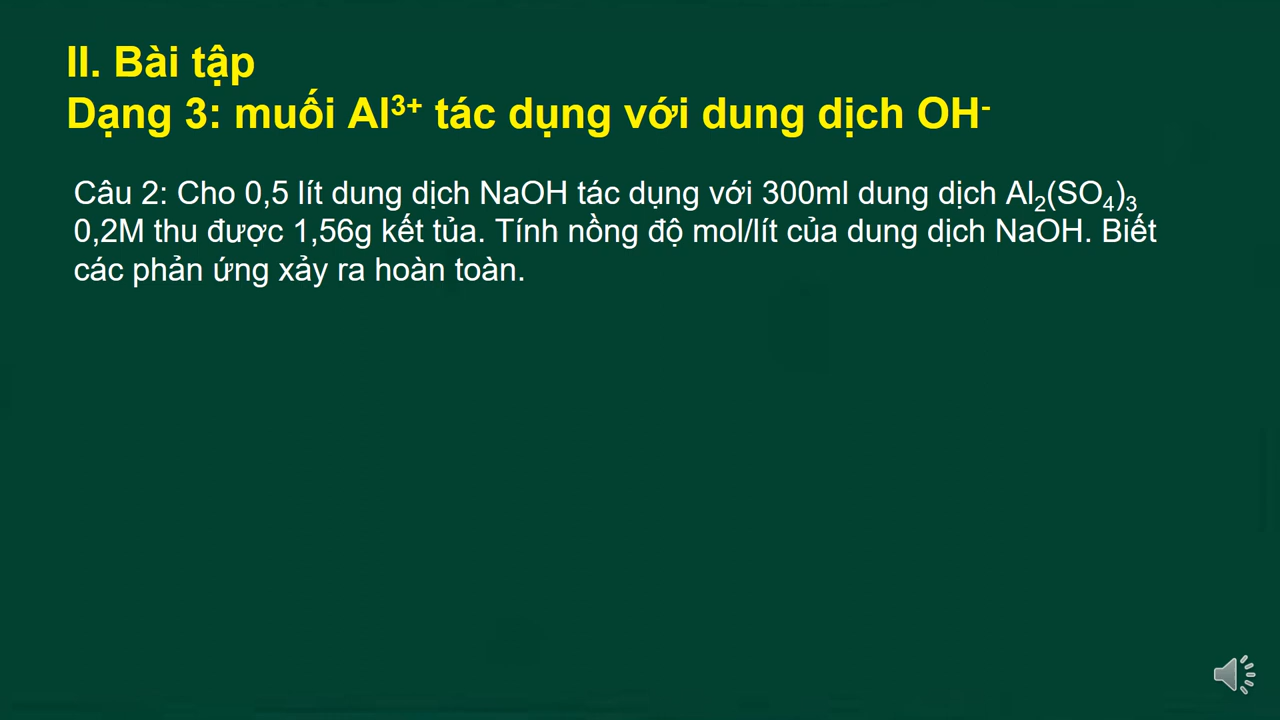 II. Bài tập
Dạng 3: muối Al³⁺ tác dụng với dung dịch OH⁻
Câu 2: Cho 0,5 lít dung dịch NaOH tác dụng với 300ml dung dịch Al₂(SO₄)₃
0,2M thu được 1,56g kết tủa. Tính nồng độ mol/lít của dung dịch NaOH. Biết
các phản ứng xảy ra hoàn toàn.